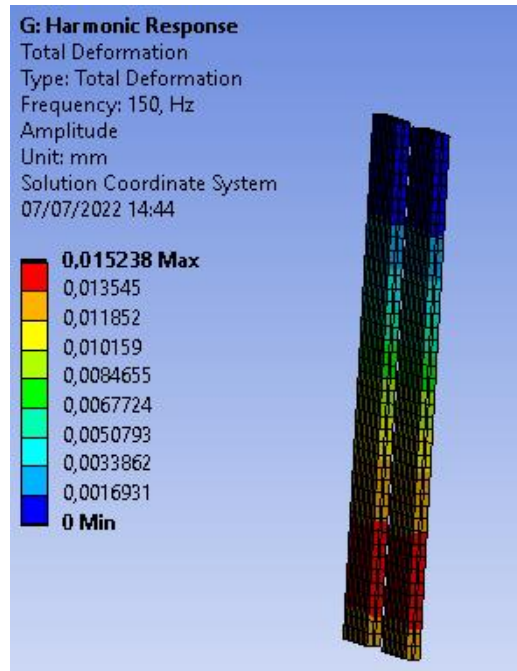 G: Harmonic Response
Total Deformation
Type: Total Deformation
Frequency: 150, Hz
Amplitude
Unit: mm
Solution Coordinate System
07/07/2022 14:44
0,015238 Max
0,013545
0,011852
0,010159
0,0084655
0,0067724
0,0050793
0,0033862
0,0016931
0 Min